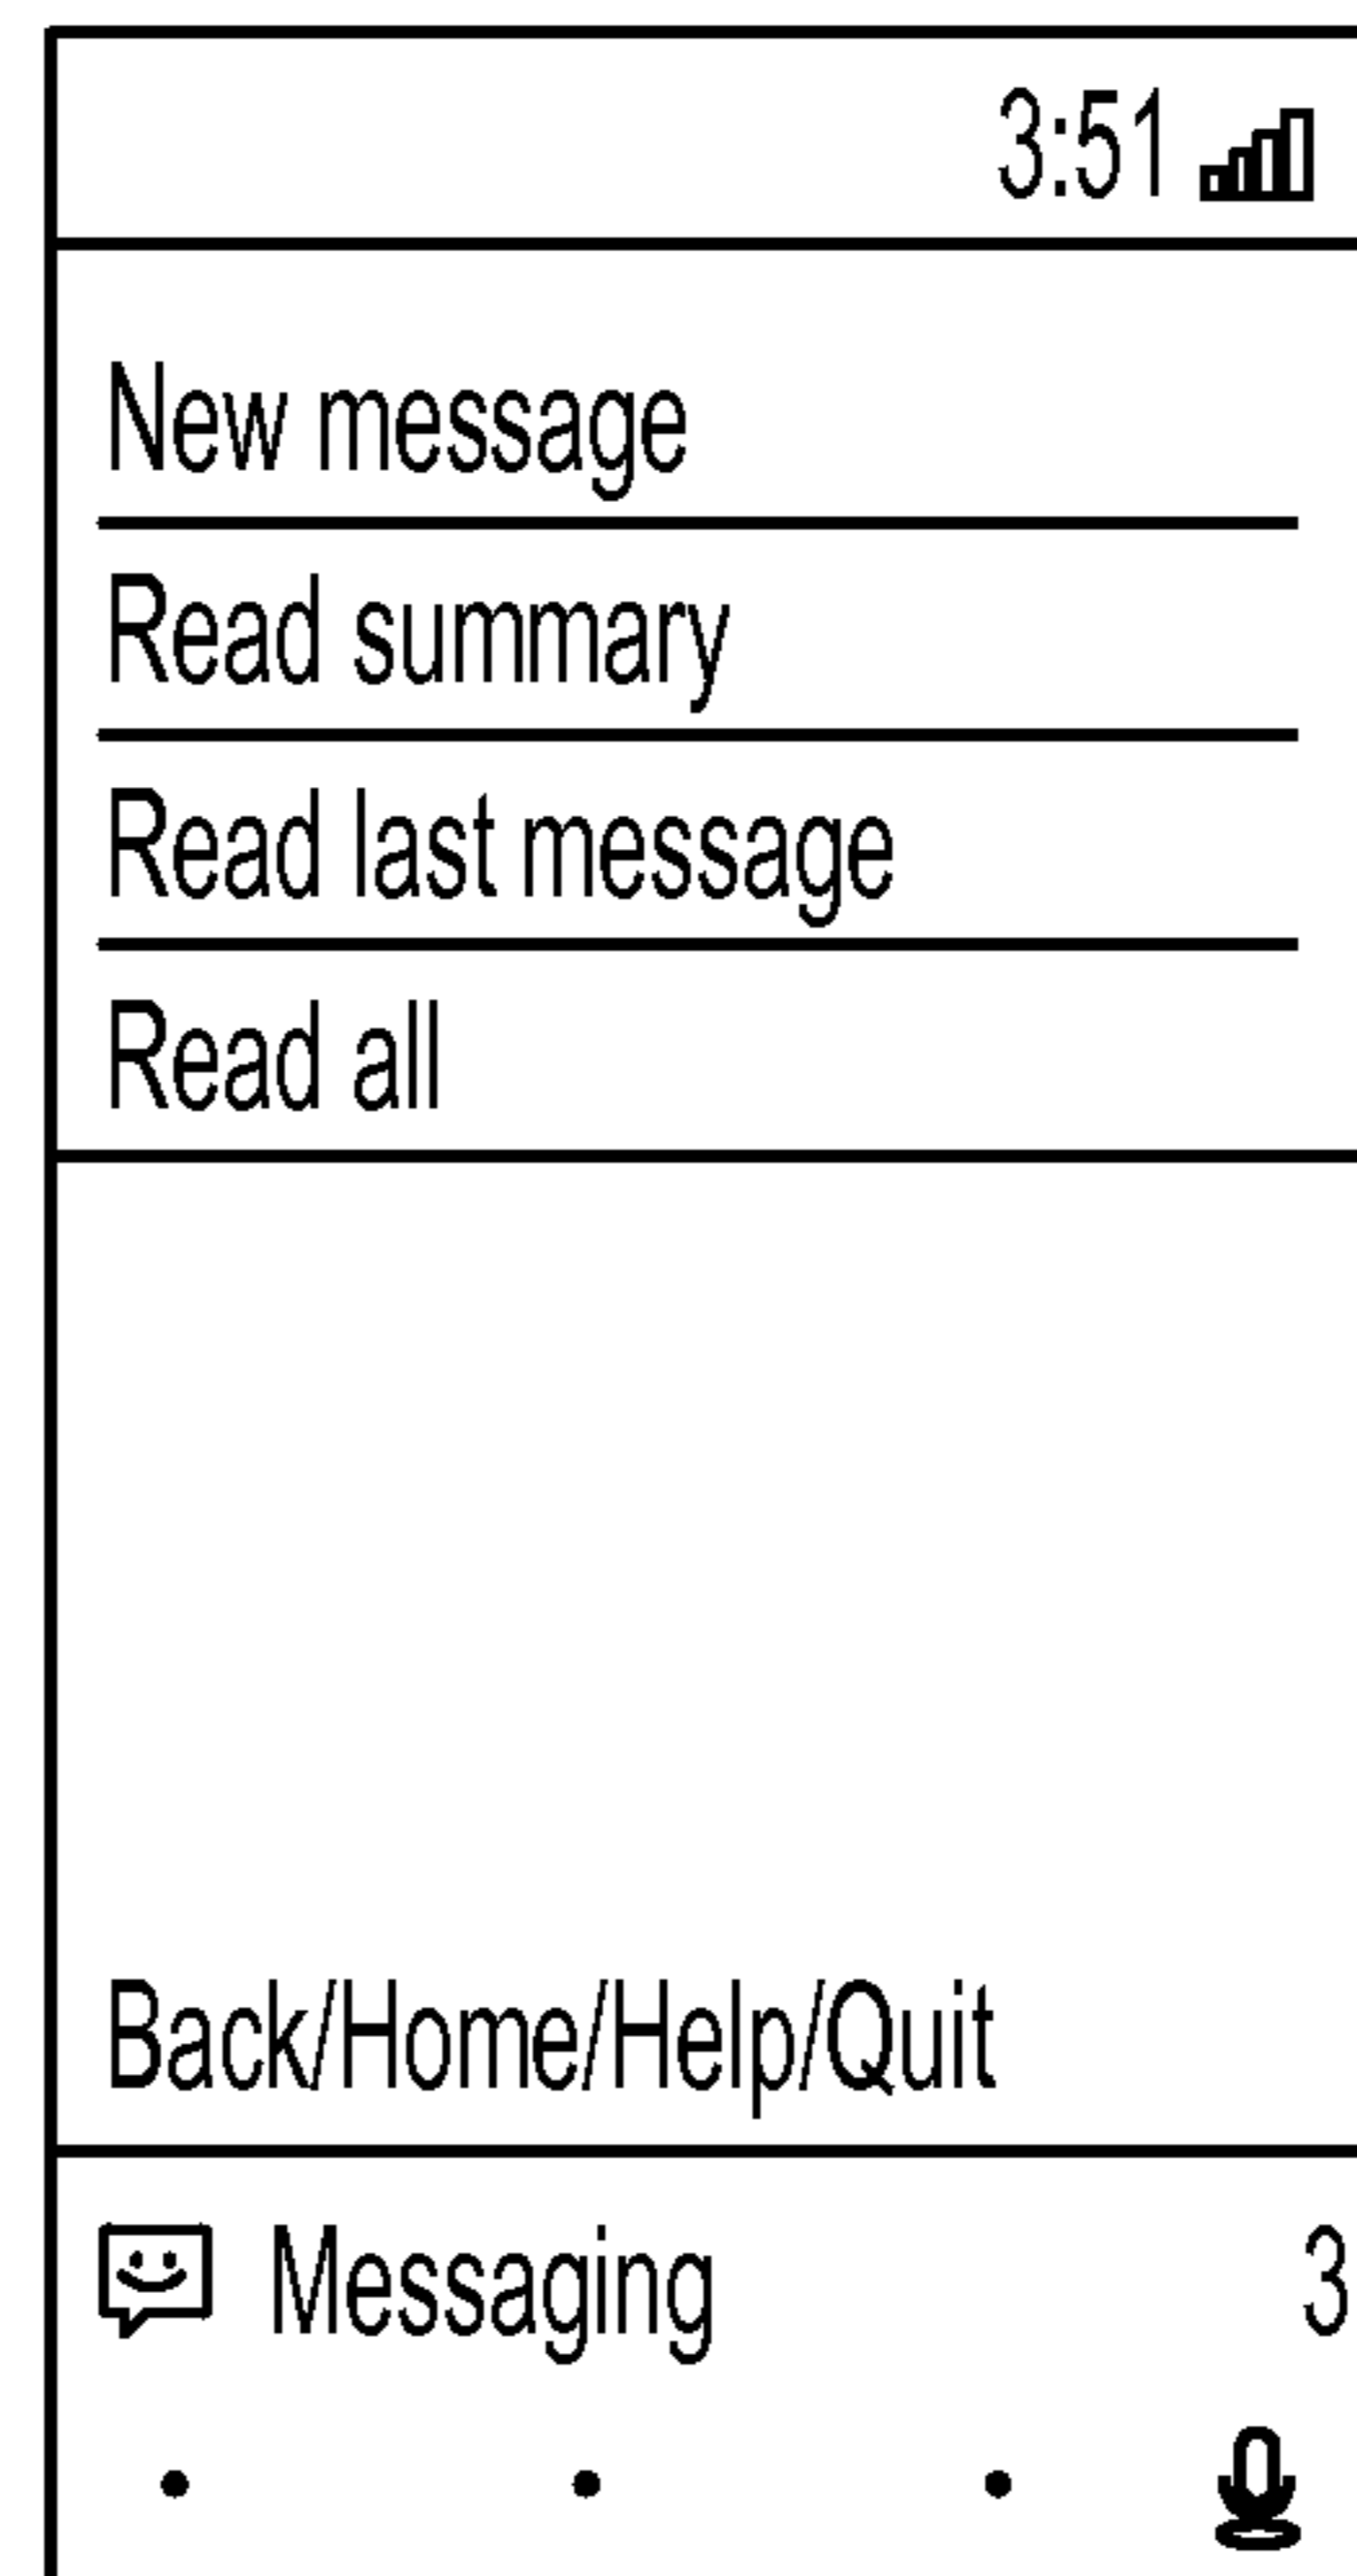 3:51
New message
Read summary
Read last message
Read all
Back/Home/Help/Quit
Messaging 3